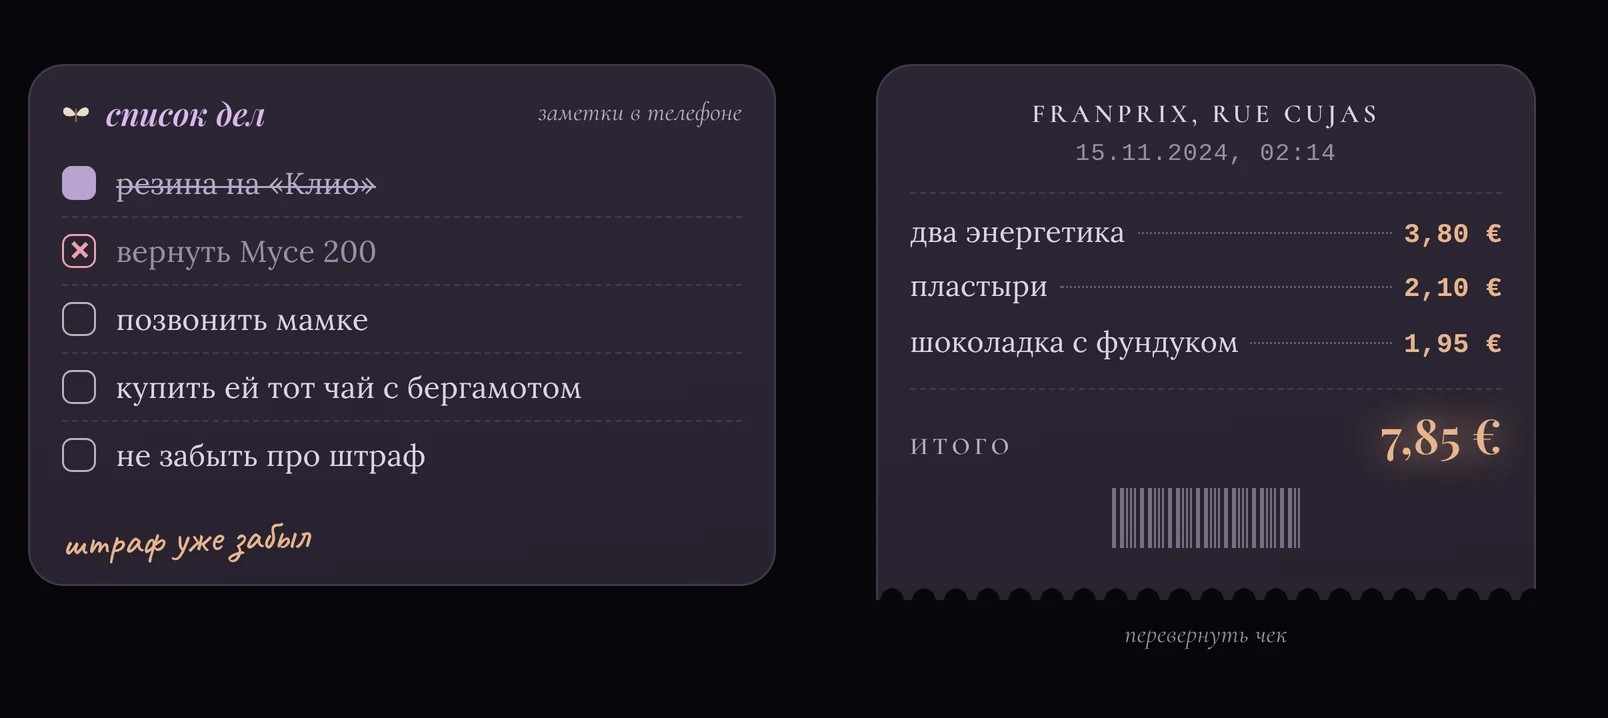 список дел
заметки в телефоне
резина на «Клио»
вернуть Мусе 200
позвонить мамке
купить ей тот чай с бергамотом
не забыть про штраф
штраф уже забыл
FRANPRIX, RUE CUJAS
15.11.2024, 02:14
два энергетика 3,80 €
пластыри 2,10 €
шоколадка с фундуком 1,95 €
ИТОГО 7,85 €
перевернуть чек